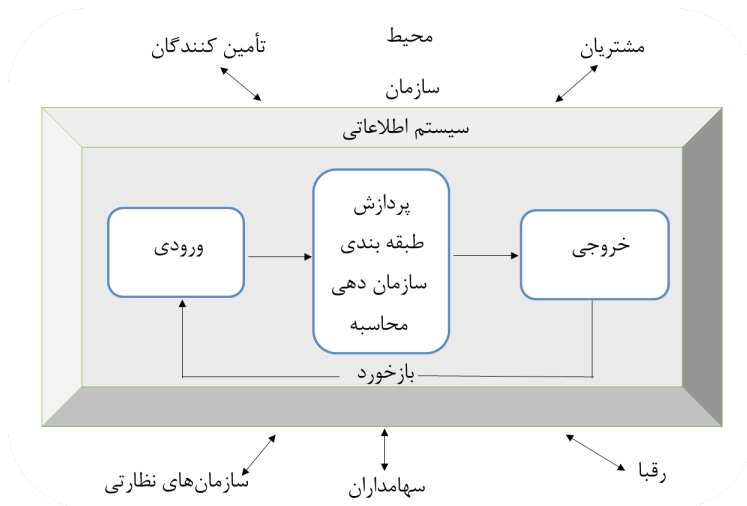 محیط
مشتریان
تأمین کنندگان
سازمان
سیستم اطلاعاتی
ورودی
پردازش
طبقه بندی
سازمان دهی
محاسبه
خروجی
بازخورد
رقبا
سهامداران
سازمان‌های نظارتی